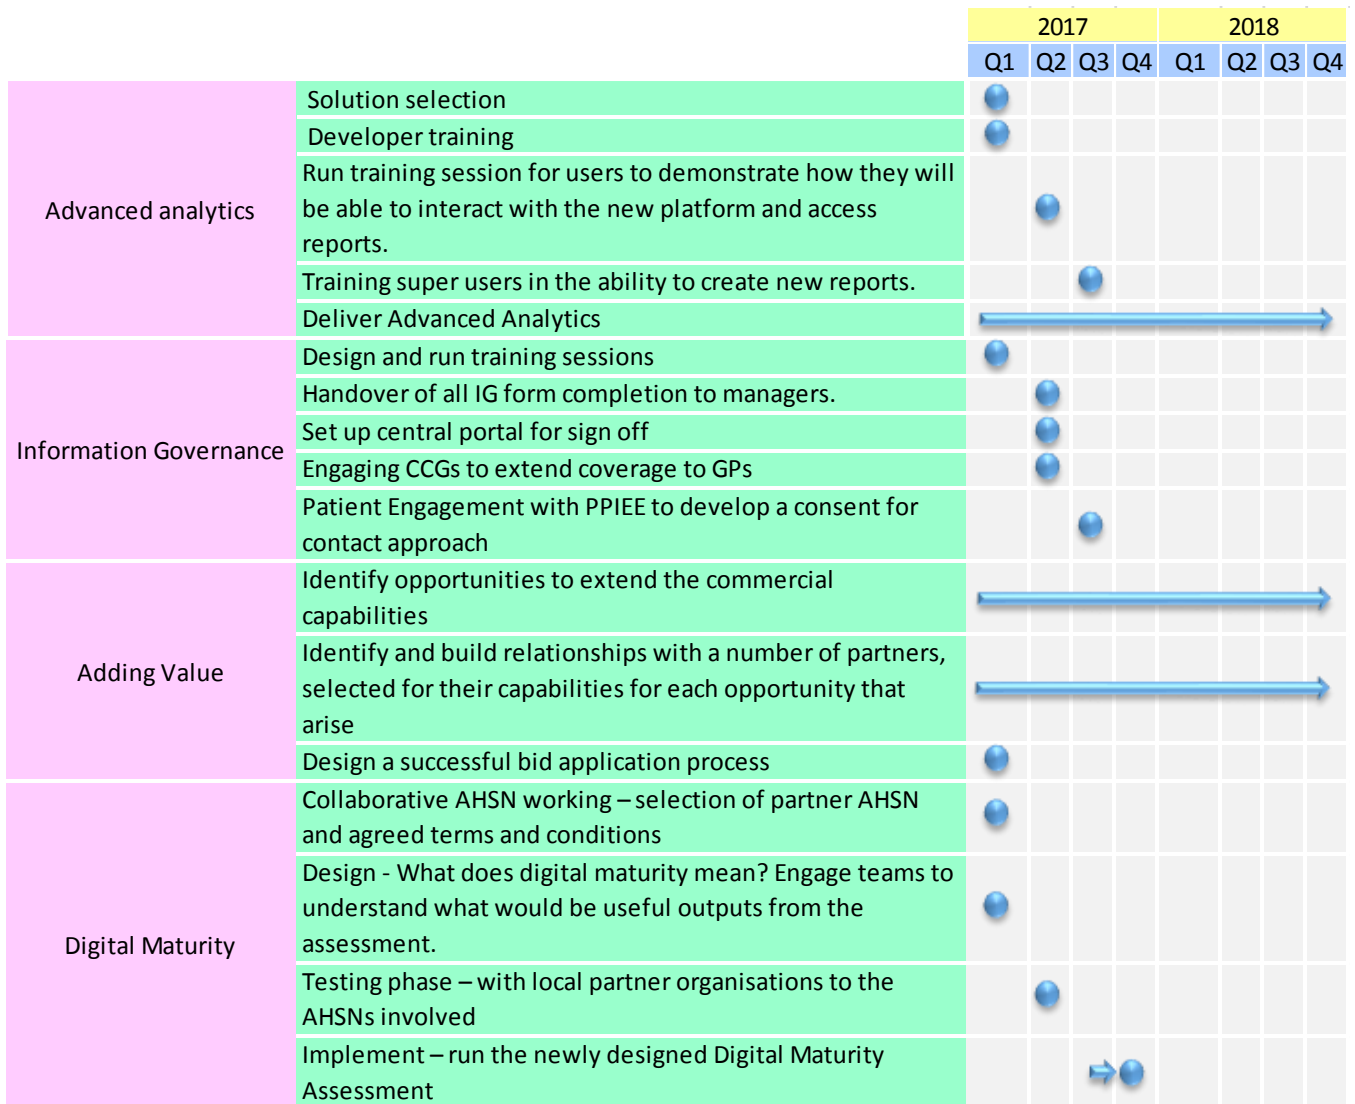 2017 2018
Q1 Q2 Q3 Q4 Q1 Q2 Q3 Q4
Advanced analytics
Solution selection
Developer training
Run training session for users to demonstrate how they will
be able to interact with the new platform and access
reports.
Training super users in the ability to create new reports.
Deliver Advanced Analytics
Information Governance
Design and run training sessions
Handover of all IG form completion to managers.
Set up central portal for sign off
Engaging CCGs to extend coverage to GPs
Patient Engagement with PPIEE to develop a consent for
contact approach
Adding Value
Identify opportunities to extend the commercial
capabilities
Identify and build relationships with a number of partners,
selected for their capabilities for each opportunity that
arise
Design a successful bid application process
Digital Maturity
Collaborative AHSN working – selection of partner AHSN
and agreed terms and conditions
Design - What does digital maturity mean? Engage teams to
understand what would be useful outputs from the
assessment.
Testing phase – with local partner organisations to the
AHSNs involved
Implement – run the newly designed Digital Maturity
Assessment